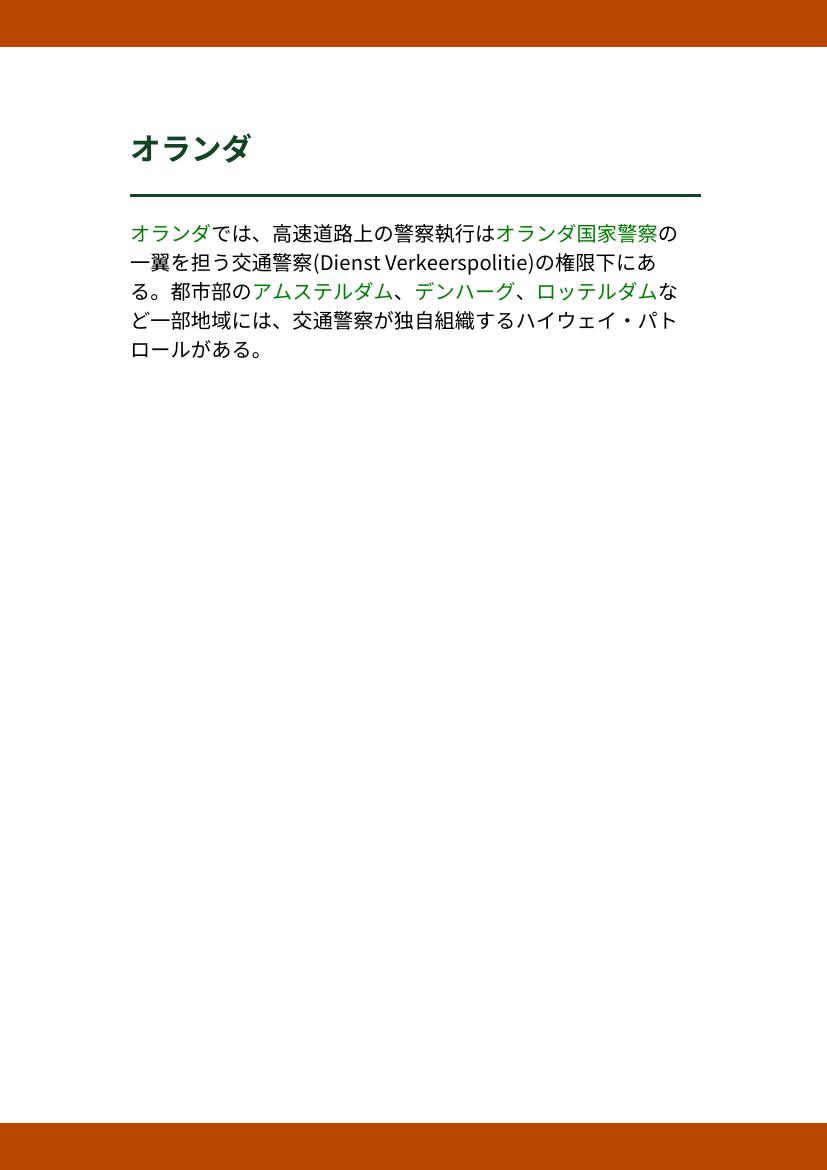 オランダ
オランダでは、高速道路上の警察執行はオランダ国家警察の
一翼を担う交通警察(Dienst Verkeerspolitie)の権限下にあ
る。都市部のアムステルダム、デンハーグ、ロッテルダムな
ど一部地域には、交通警察が独自組織するハイウェイ・パト
ロールがある。